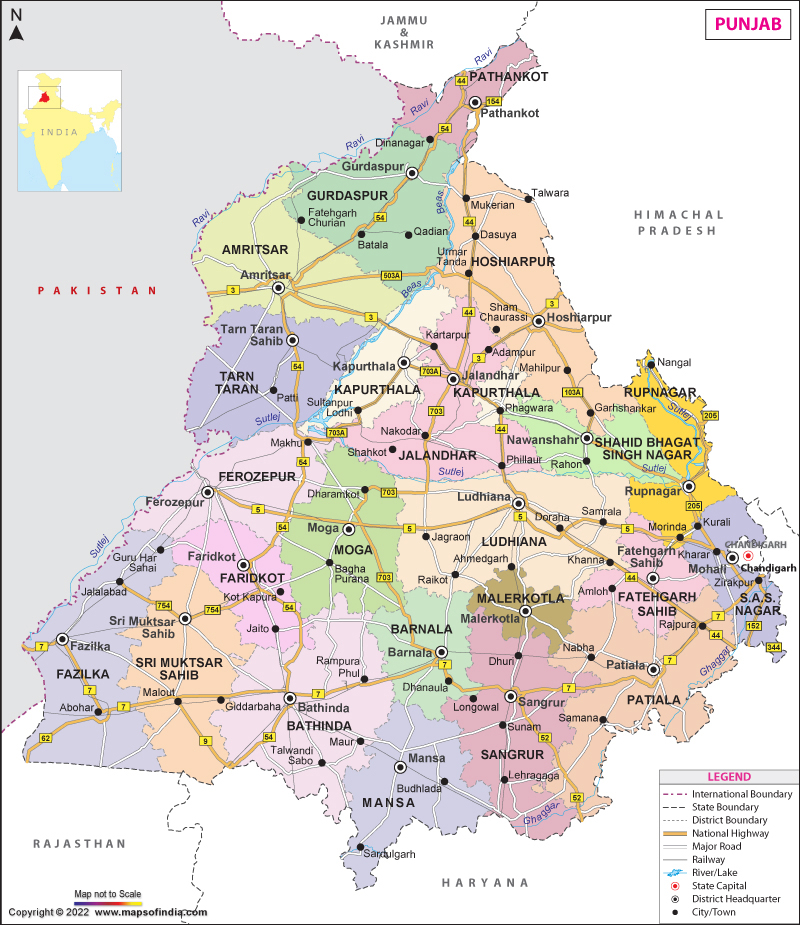 N
JAMMU
&
KASHMIR
PUNJAB
INDIA
PATHANKOT
44
154
Pathankot
Ravi
54
Dinanagar
Ravi
Gurdaspur
GURDASPUR
Beas
Talwara
Mukerian
Ravi
Fatehgarh
Churian
54
Qadian
Batala
44
Dasuya
HIMACHAL
PRADESH
AMRITSAR
Urmar
Tanda
HOSHIARPUR
Amritsar
503A
Beas
PAKISTAN
3
3
44
3
Sham
Chaurassi
Hoshiarpur
Tarn Taran
Sahib
Kartarpur
Adampur
3
Nangal
54
Kapurthala
703A
Jalandhar
Mahilpur
TARN
TARAN
KAPURTHALA
KAPURTHALA
103A
RUPNAGAR
Patti
Sultanpur
Lodhi
703
Phagwara
Garhishankar
Sutlej
205
Sutlej
703A
Nakodar
44
Nawanshahr
SHAHID BHAGAT
SINGH NAGAR
Makhu
Shahkot
JALANDHAR
Phillaur
Rahon
Sutlej
Sutlej
54
FEROZEPUR
Rupnagar
Ferozepur
Dharamkot
703
Ludhiana
205
5
Moga
5
5
Doraha
Samrala
5
Kurali
54
Morinda
Sutlej
Jagraon
LUDHIANA
CHANDIGARH
Guru Har
Sahai
Faridkot
MOGA
Ahmedgarh
Khanna
Fatehgarh
Sahib
Kharar
Mohali
Chandigarh
FARIDKOT
Bagha
Purana
703
Raikot
44
Zirakpur
Jalalabad
Kot Kapura
MALERKOTLA
Amloh
FATEHGARH
SAHIB
S.A.S.
NAGAR
754
754
54
Sri Muktsar
Sahib
Malerkotla
7
Jaito
BARNALA
Rajpura
44
152
Fazilka
7
Barnala
Dhuri
Nabha
344
SRI MUKTSAR
SAHIB
Rampura
Phul
7
Patiala
7
Ghaggar
FAZILKA
7
Dhanaula
Malout
7
7
Abohar
7
Giddarbaha
Bathinda
Longowal
Sangrur
PATIALA
BATHINDA
Samana
62
9
54
Maur
Sunam
52
Talwandi
Sabo
Mansa
SANGRUR
Budhlada
Lehragaga
MANSA
52
Ghaggar
Sardulgarh
RAJASTHAN
HARYANA
LEGEND
International Boundary
State Boundary
District Boundary
National Highway
Major Road
Railway
River/Lake
State Capital
District Headquarter
City/Town
Map not to Scale
Copyright © 2022 www.mapsofindia.com